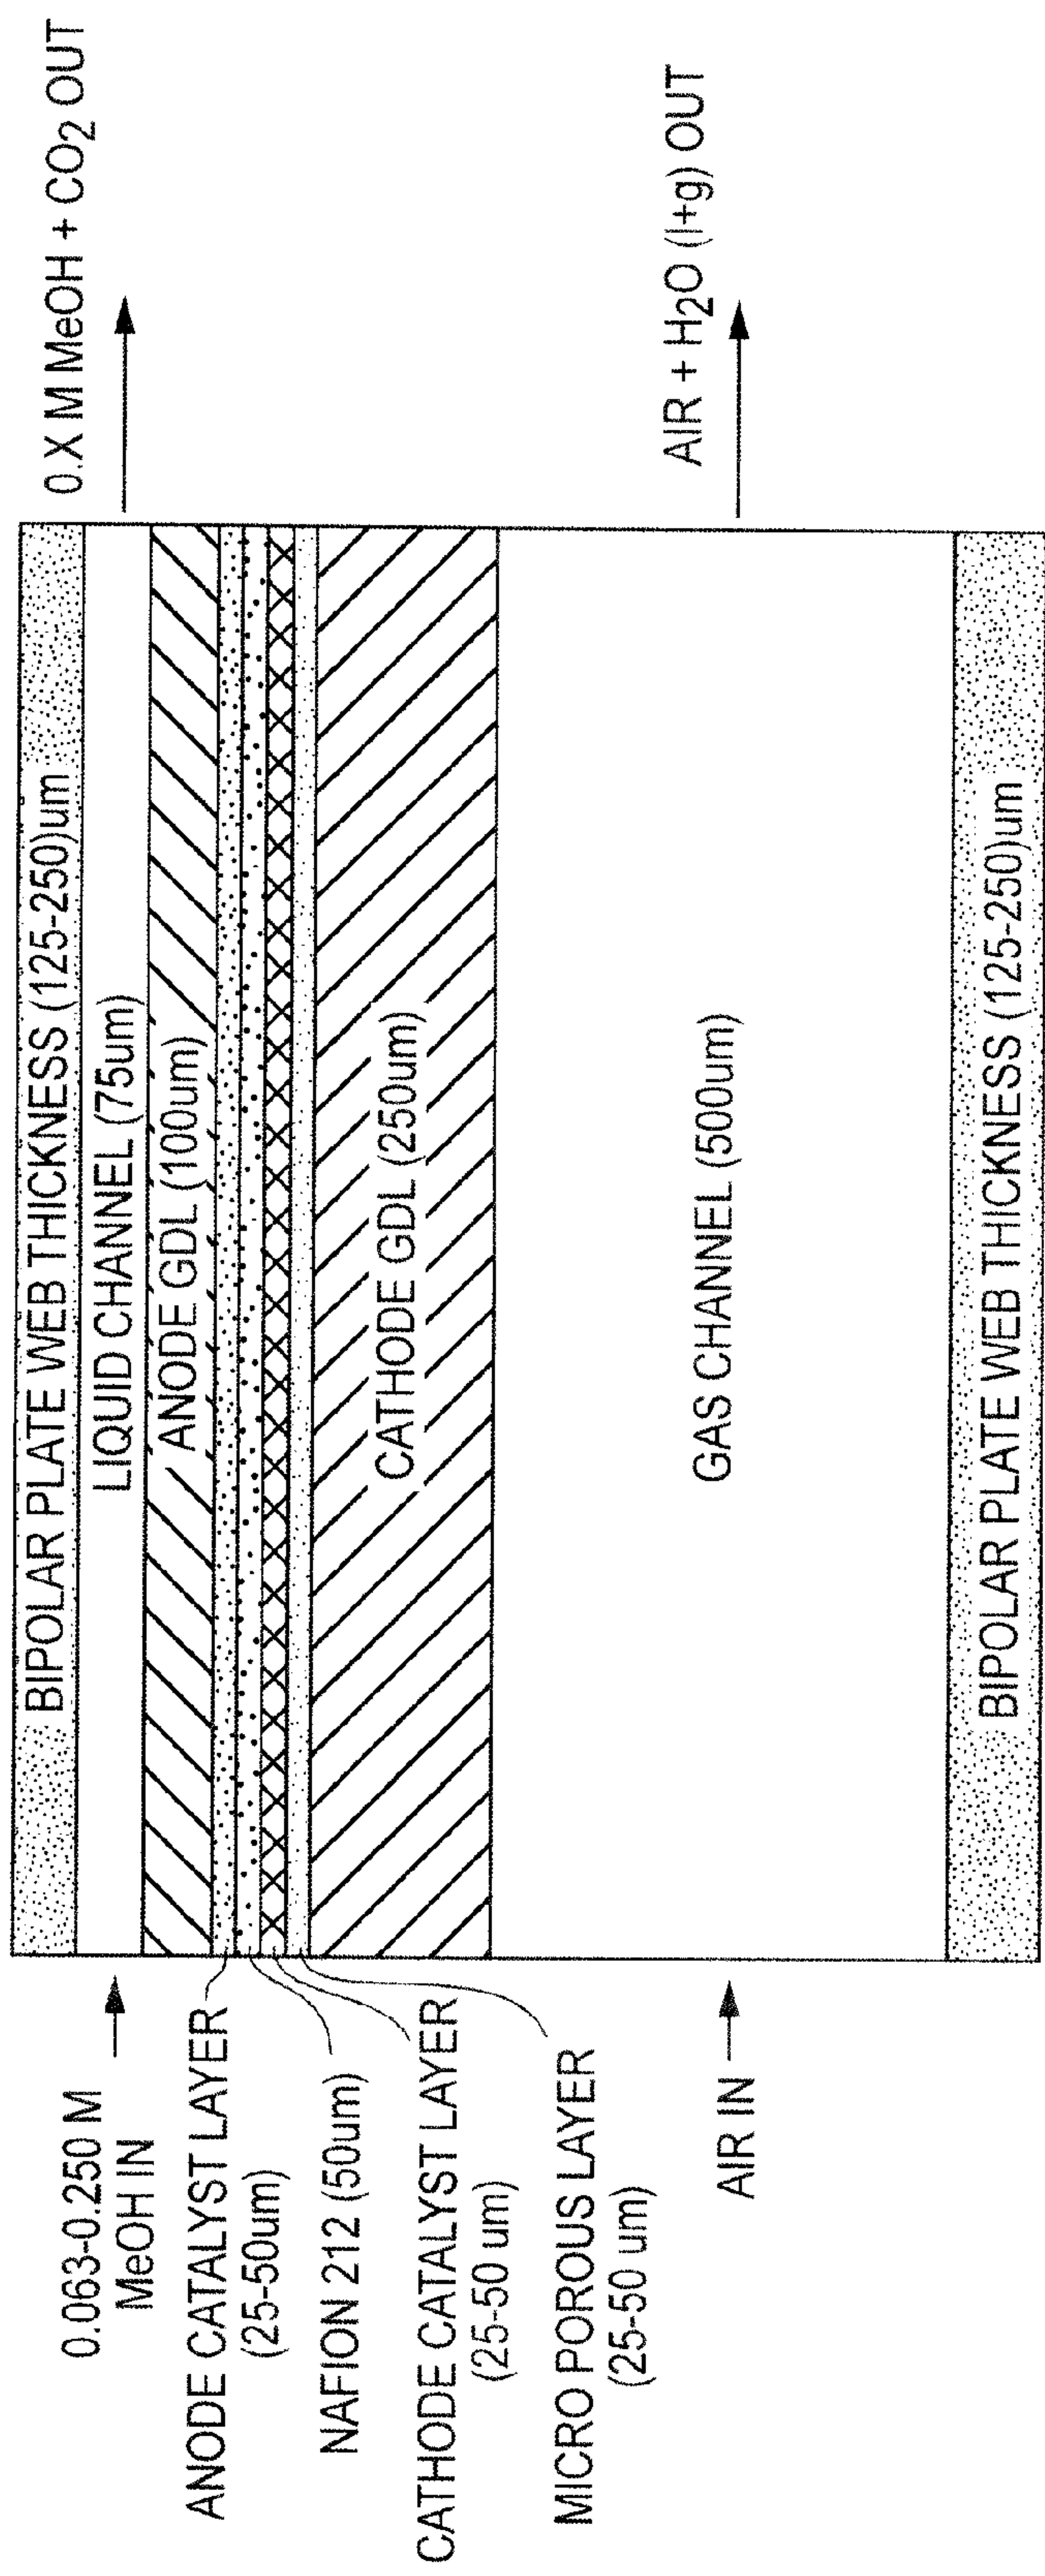 0.063-0.250 M
MeOH IN
ANODE CATALYST LAYER
(25-50um)
NAFION 212 (50um)
CATHODE CATALYST LAYER
(25-50 um)
MICRO POROUS LAYER
(25-50 um)
AIR IN
BIPOLAR PLATE WEB THICKNESS (125-250)um
LIQUID CHANNEL (75um)
ANODE GDL (100um)
CATHODE GDL (250um)
GAS CHANNEL (500um)
BIPOLAR PLATE WEB THICKNESS (125-250)um
0.X M MeOH + CO2 OUT
AIR + H2O (l+g) OUT